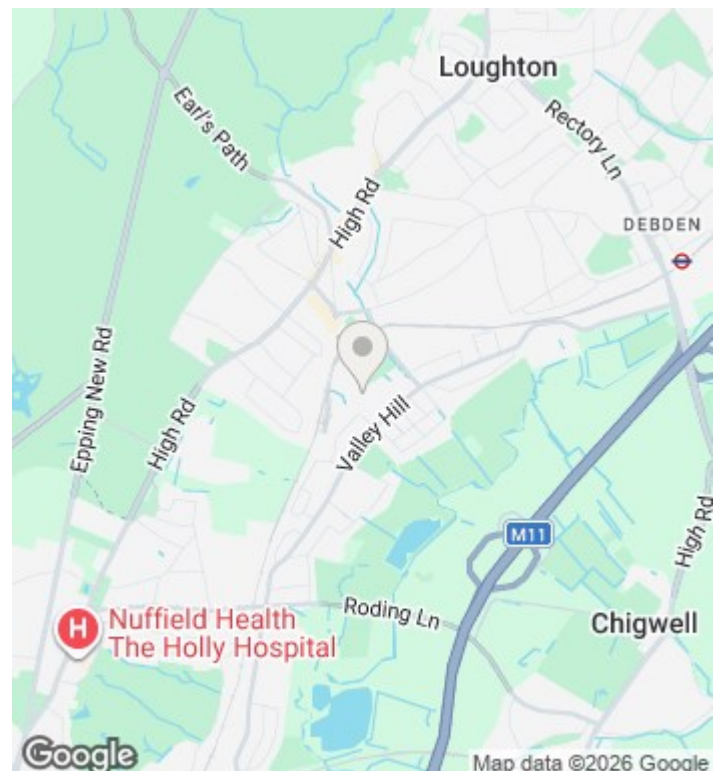 Loughton
Earl's Path
Rectory Ln
High Rd
DEBDEN
Epping New Rd
High Rd
Valley Hill
M11
High Rd
Roding Ln
Chigwell
H
Nuffield Health
The Holly Hospital
Google
Map data ©2026 Google